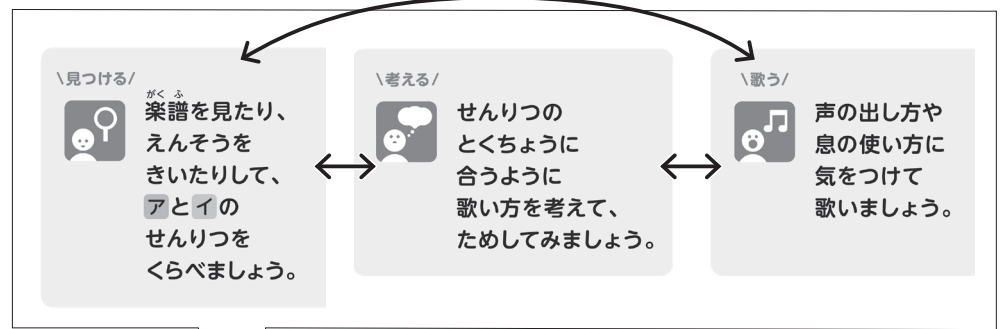 \見つける/
がく ふ
楽譜を見たり、
えんそうを
きいたりして、
アとイの
せんりつを
くらべましょう。
\考える/
せんりつの
とくちょうに
合うように
歌い方を考えて、
ためしてみましょう。
\歌う/
声の出し方や
息の使い方に
気をつけて
歌いましょう。